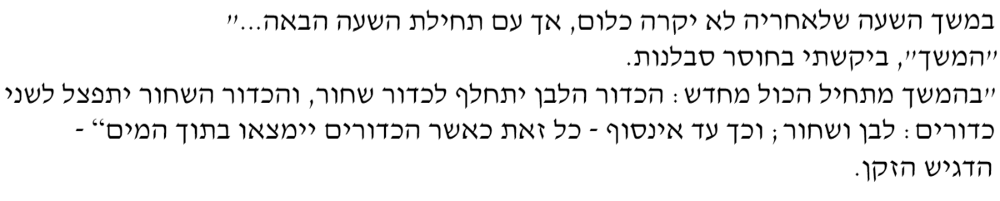 במשך השעה שלאחריה לא יקרה כלום, אך עם תחילת השעה הבאה..."
"המשך", ביקשתי בחוסר סבלנות.
"בהמשך מתחיל הכול מחדש: הכדור הלבן יתחלף לכדור שחור, והכדור השחור יתפצל לשני
כדורים: לבן ושחור; וכך עד אינסוף - כל זאת כאשר הכדורים יימצאו בתוך המים“ -
הדגיש הזקן.